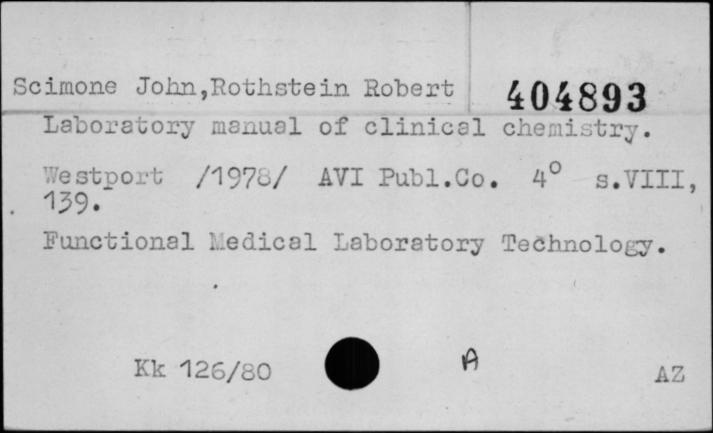 Scimone John,Rothstein Robert 404893
Laboratory manual of clinical chemistry.
Westport /1978/ AVI Publ.Co. 4° s.VIII,
139.
Functional Medical Laboratory Technology.
Kk 126/80 A AZ